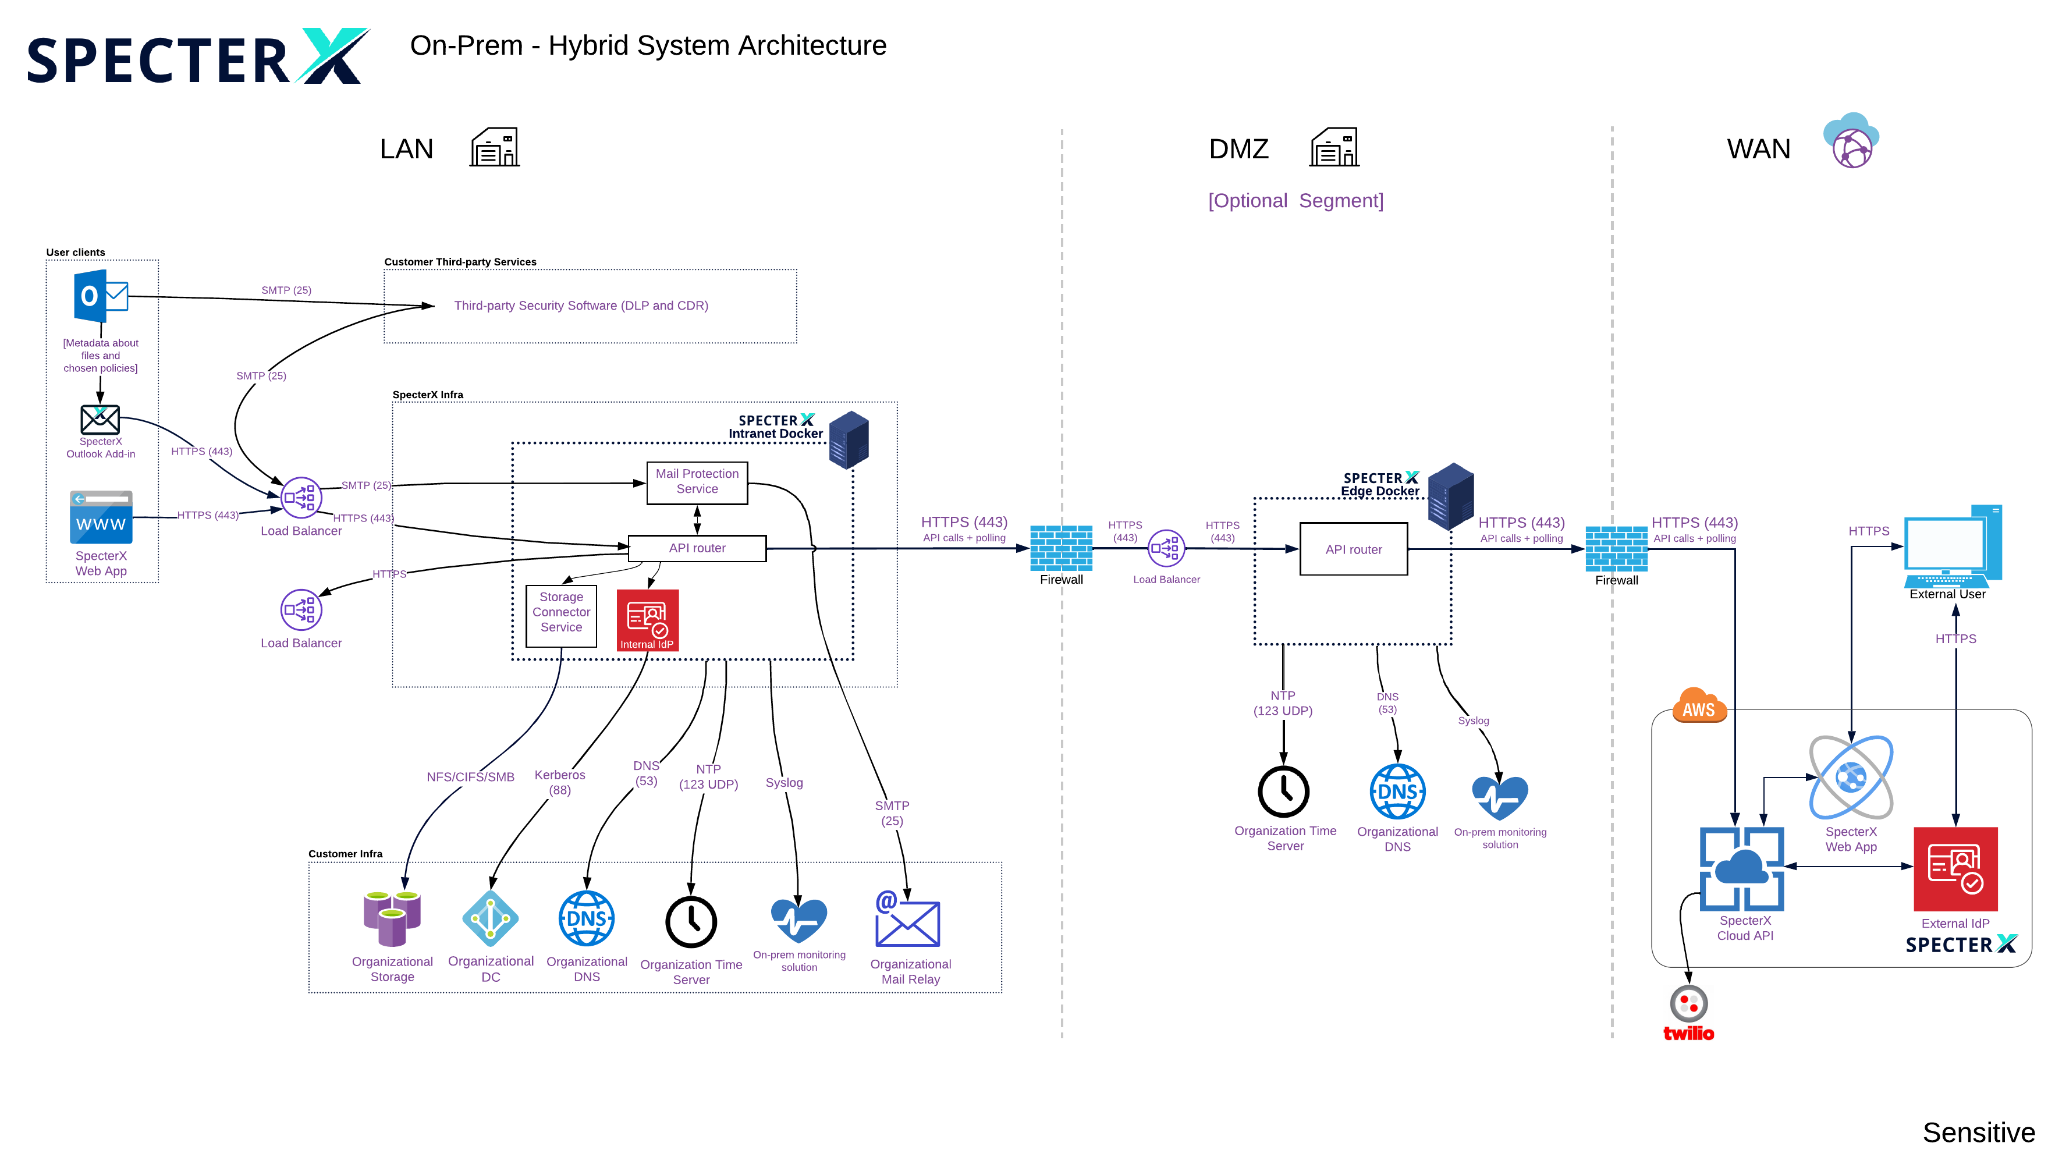 SPECTERX
On-Prem - Hybrid System Architecture
LAN
DMZ
[Optional Segment]
WAN
User clients
O
[Metadata about
files and
chosen policies]
X
SpecterX
Outlook Add-in
www
SpecterX
Web App
SMTP (25)
Customer Third-party Services
Third-party Security Software (DLP and CDR)
SMTP (25)
HTTPS (443)
HTTPS (443)
Load Balancer
SMTP (25)
HTTPS (443)
HTTPS
Load Balancer
SpecterX Infra
SPECTERX
Intranet Docker
Mail Protection
Service
API router
Storage
Connector
Service
Internal IdP
NFS/CIFS/SMB
Kerberos
(88)
DNS
(53)
NTP
(123 UDP)
Syslog
SMTP
(25)
Customer Infra
Organizational
Storage
Organizational
DC
DNS
Organizational
DNS
Organization Time
Server
On-prem monitoring
solution
@
Organizational
Mail Relay
HTTPS (443)
API calls + polling
Firewall
HTTPS
(443)
Load Balancer
HTTPS
(443)
SPECTERX
Edge Docker
API router
NTP
(123 UDP)
DNS
(53)
Syslog
Organization Time
Server
DNS
Organizational
DNS
On-prem monitoring
solution
HTTPS (443)
API calls + polling
Firewall
HTTPS (443)
API calls + polling
HTTPS
External User
HTTPS
AWS
SpecterX
Web App
SpecterX
Cloud API
External IdP
SPECTERX
twilio
Sensitive